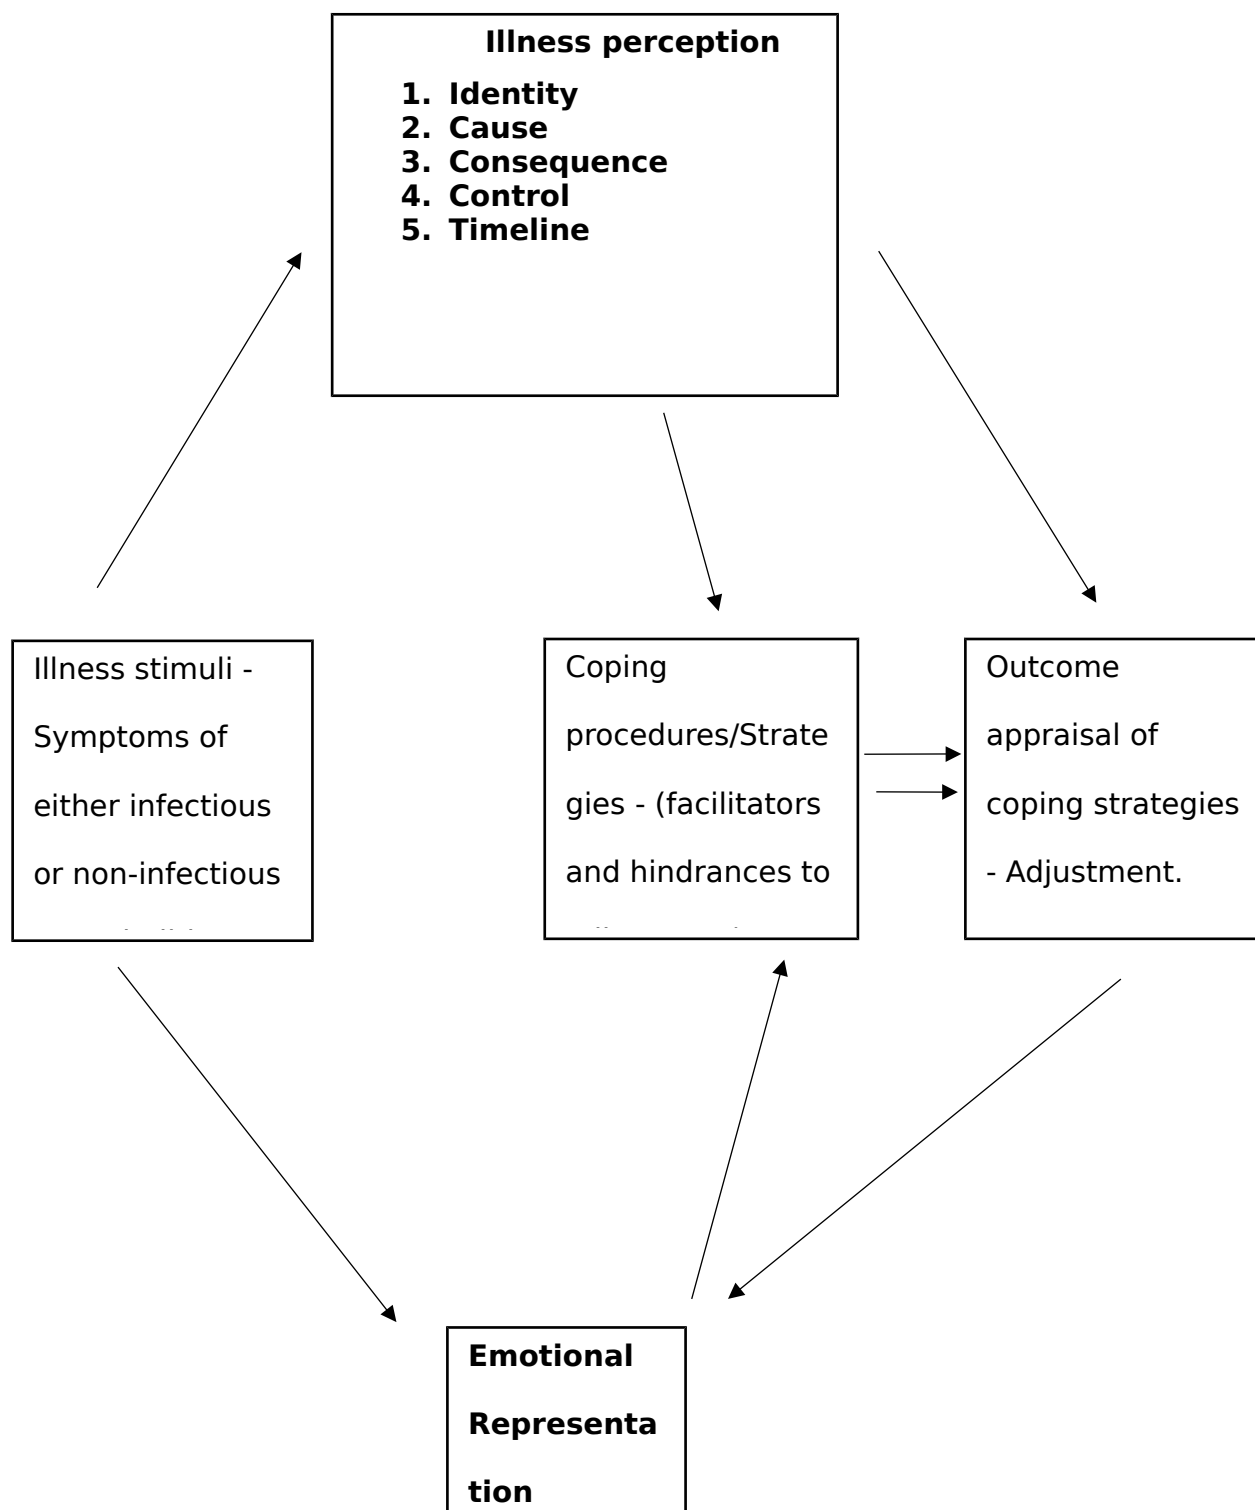 Illness perception
1. Identity
2. Cause
3. Consequence
4. Control
5. Timeline
Illness stimuli -
Symptoms of
either infectious
or non-infectious
Coping
procedures/Strate
gies - (facilitators
and hindrances to
Outcome
appraisal of
coping strategies
- Adjustment.
Emotional
Representa
tion